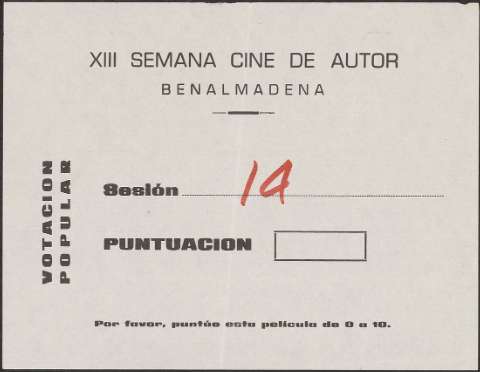 XIII SEMANA CINE DE AUTOR
BENALMADENA
VOTACION
POPULAR
Sesión 14
PUNTUACION
Por favor, puntúe esta película de 0 a 10.